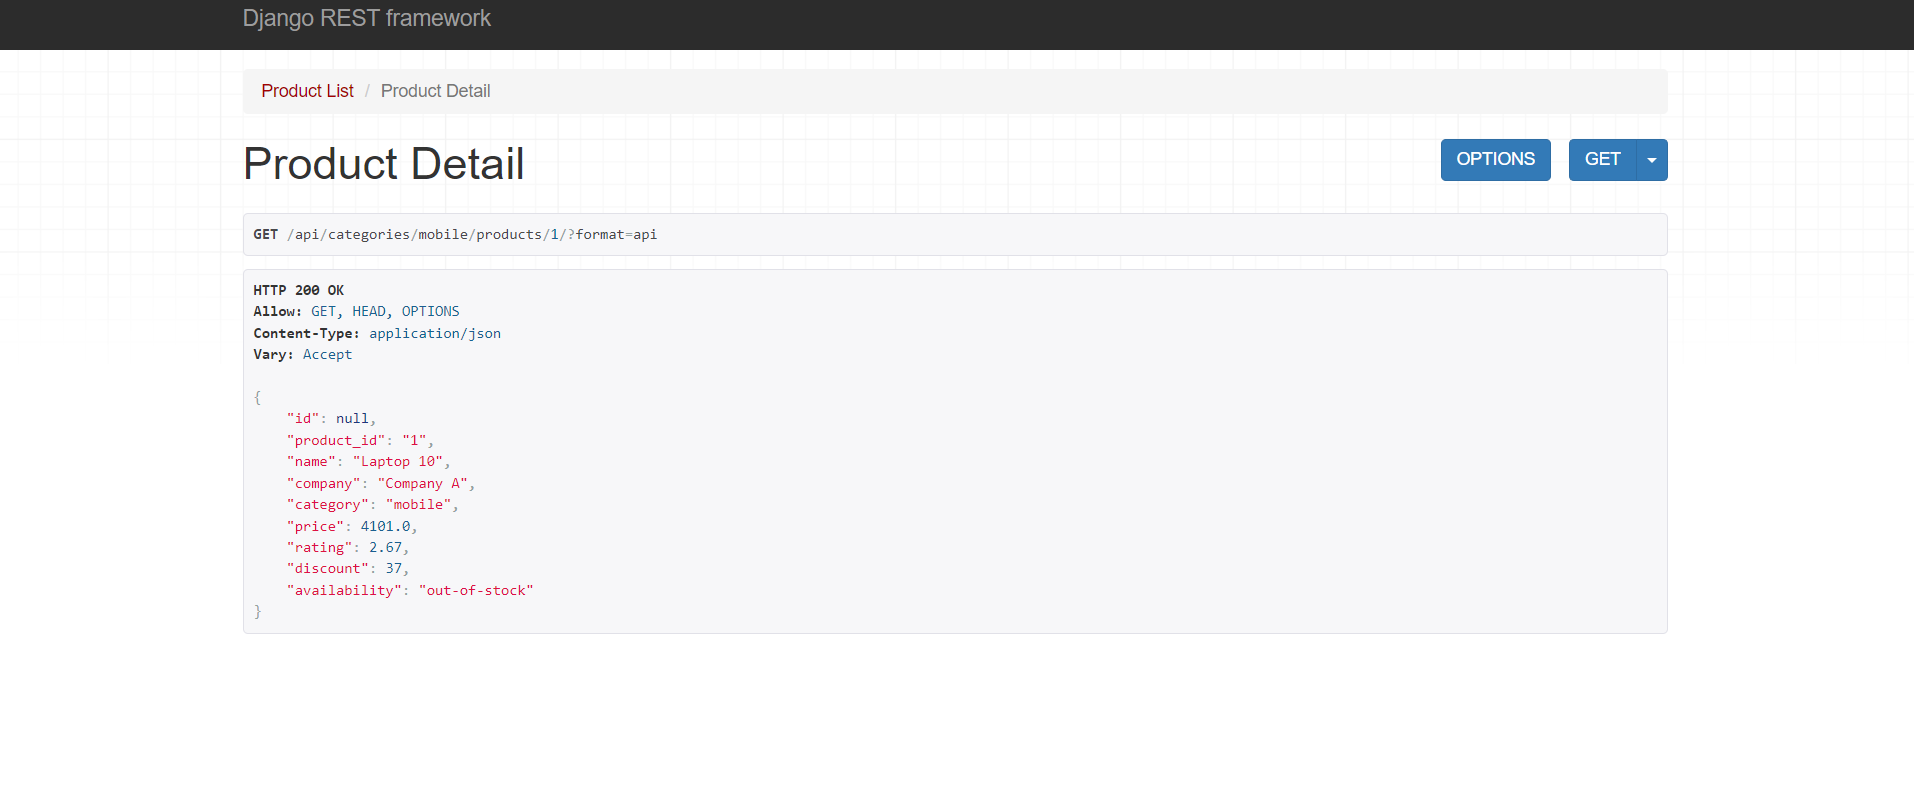 Django REST framework
Product List / Product Detail
Product Detail
OPTIONS GET
GET /api/categories/mobile/products/1/?format=api
HTTP 200 OK
Allow: GET, HEAD, OPTIONS
Content-Type: application/json
Vary: Accept
{
    "id": null,
    "product_id": "1",
    "name": "Laptop 10",
    "company": "Company A",
    "category": "mobile",
    "price": 4101.0,
    "rating": 2.67,
    "discount": 37,
    "availability": "out-of-stock"
}